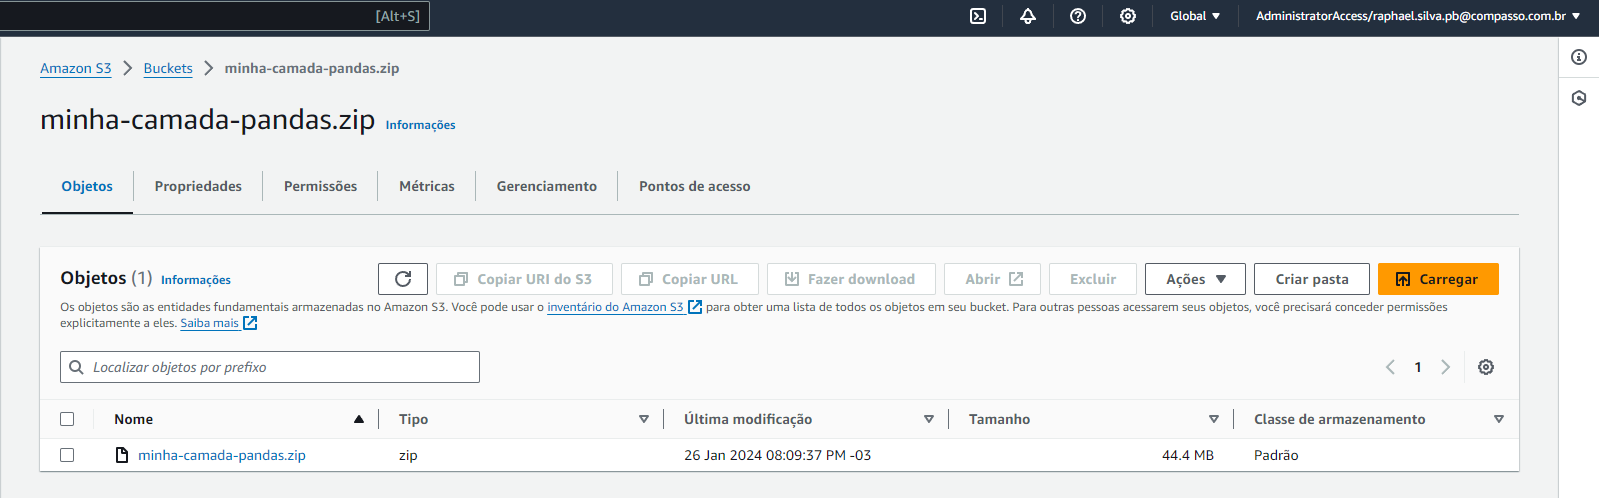 [Alt+S]
Global ▼
AdministratorAccess/raphael.silva.pb@compasso.com.br ▼
Amazon S3 > Buckets > minha-camada-pandas.zip
minha-camada-pandas.zip Informações
Objetos
Propriedades
Permissões
Métricas
Gerenciamento
Pontos de acesso
Objetos (1) Informações
Copiar URI do S3
Copiar URL
Fazer download
Abrir
Excluir
Ações ▼
Criar pasta
Carregar
Os objetos são as entidades fundamentais armazenadas no Amazon S3. Você pode usar o inventário do Amazon S3 para obter uma lista de todos os objetos em seu bucket. Para outras pessoas acessarem seus objetos, você precisará conceder permissões
explicitamente a eles. Saiba mais
Localizar objetos por prefixo
1
Nome
Tipo
Última modificação
Tamanho
Classe de armazenamento
minha-camada-pandas.zip
zip
26 Jan 2024 08:09:37 PM -03
44.4 MB
Padrão